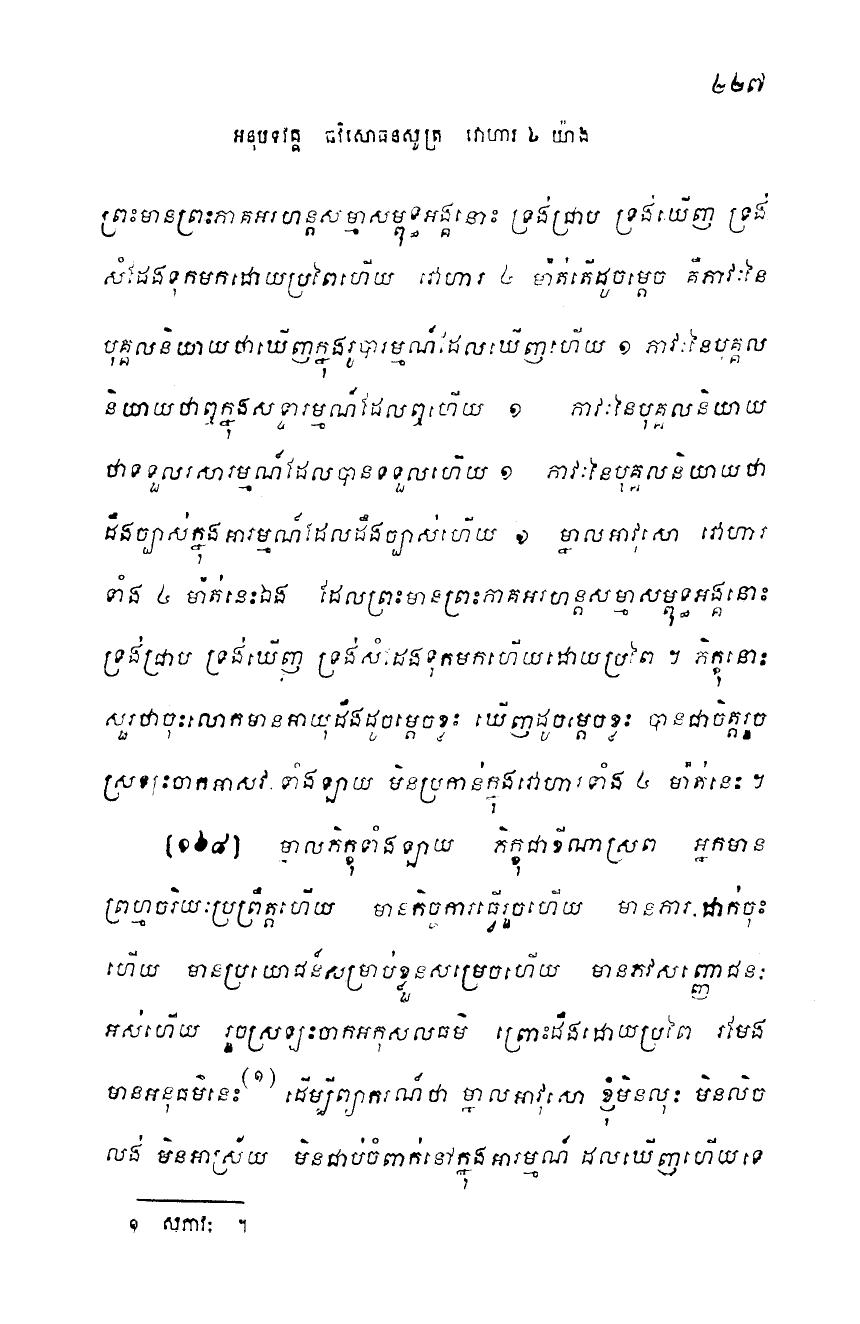 ២២៧
អនុបទវគ្គ ឆវិសោធនសូត្រ វោហារ ៤ យ៉ាង
ព្រះមានព្រះភាគអរហន្តសម្មាសម្ពុទ្ធអង្គនោះ ទ្រង់ជ្រាប ទ្រង់ឃើញ ទ្រង់
សំដែងទុកមកដោយប្រពៃហើយ វោហារ ៤ ម៉ាត់តើដូចម្តេច គឺភាវៈនៃ
បុគ្គលនិយាយថាឃើញក្នុងរូបារម្មណ៍ដែលឃើញហើយ ១ ភាវៈនៃបុគ្គល
និយាយថាឮក្នុងសទ្ទារម្មណ៍ដែលឮហើយ ១ ភាវៈនៃបុគ្គលនិយាយ
ថាទទួលរសារម្មណ៍ដែលបានទទួលហើយ ១ ភាវៈនៃបុគ្គលនិយាយថា
ដឹងច្បាស់ក្នុងអារម្មណ៍ដែលដឹងច្បាស់ហើយ ១ ម្នាលអាវុសោ វោហារ
ទាំង ៤ ម៉ាត់នេះឯង ដែលព្រះមានព្រះភាគអរហន្តសម្មាសម្ពុទ្ធអង្គនោះ
ទ្រង់ជ្រាប ទ្រង់ឃើញ ទ្រង់សំដែងទុកមកហើយដោយប្រពៃ ។ ភិក្ខុនោះ
សួរថាចុះលោកមានអាយុដឹងដូចម្តេចខ្លះ ឃើញដូចម្តេចខ្លះ បានជាចិត្តរួច
ស្រឡះចាកអាសវៈទាំងឡាយ មិនប្រកាន់ក្នុងវោហារទាំង ៤ ម៉ាត់នេះ ។
[១៦៨] ម្នាលភិក្ខុទាំងឡាយ ភិក្ខុជាខីណាស្រព អ្នកមាន
ព្រហ្មចរិយៈប្រព្រឹត្តហើយ មានកិច្ចការធ្វើរួចហើយ មានភារៈដាក់ចុះ
ហើយ មានប្រយោជន៍សម្រាប់ខ្លួនសម្រេចហើយ មានភវសញ្ញោជនៈ
អស់ហើយ រួចស្រឡះចាកអកុសលធម៌ ព្រោះដឹងដោយប្រពៃ រមែង
មានអនុធម៌នេះ(១) ដើម្បីព្យាករណ៍ថា ម្នាលអាវុសោ ខ្ញុំមិនលុះ មិនលិច
លង់ មិនអាស្រ័យ មិនជាប់ចំពាក់នៅក្នុងអារម្មណ៍ ដែលឃើញហើយទេ
១ សភាវៈ ។